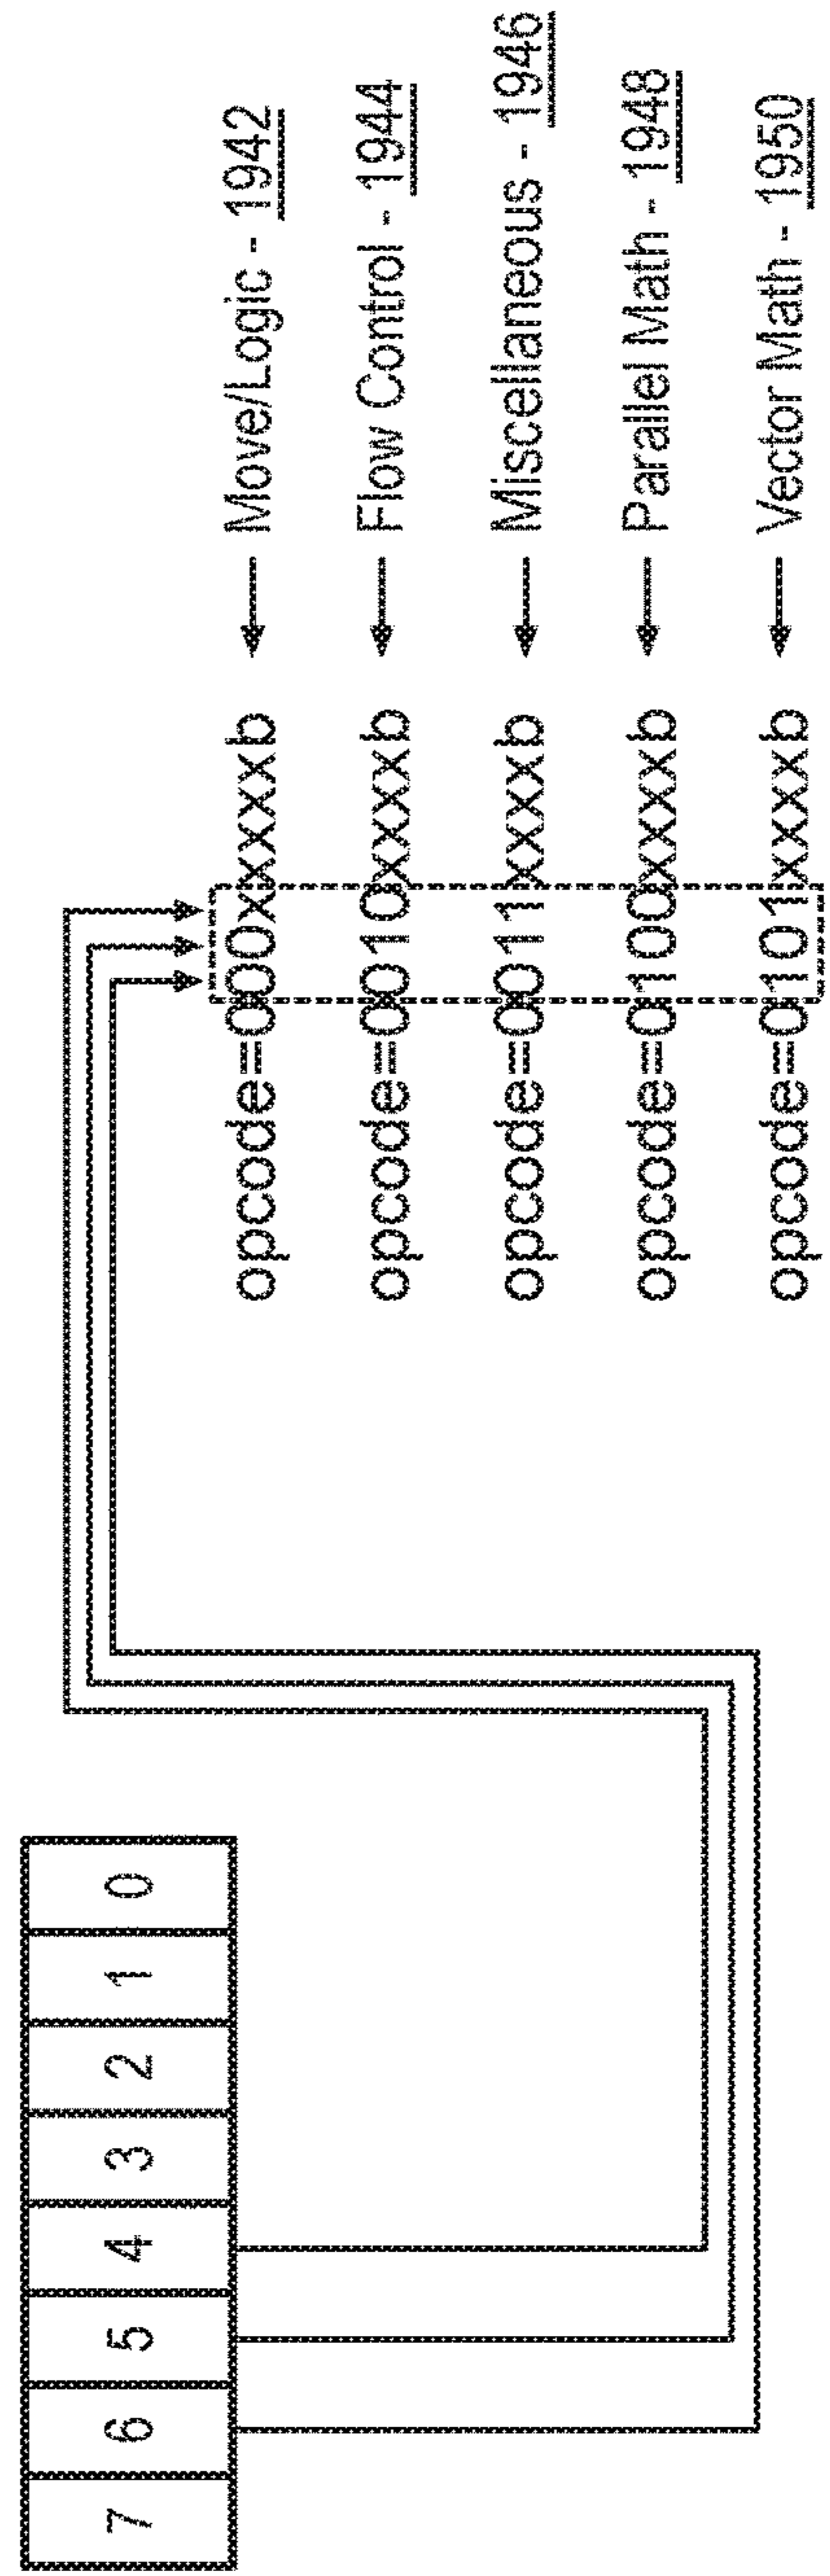 7 6 5 4 3 2 1 0
opcode=000xxxxxb ← Move/Logic - 1942
opcode=0010xxxxb ← Flow Control - 1944
opcode=0011xxxxb ← Miscellaneous - 1946
opcode=0100xxxxb ← Parallel Math - 1948
opcode=0101xxxxb ← Vector Math - 1950